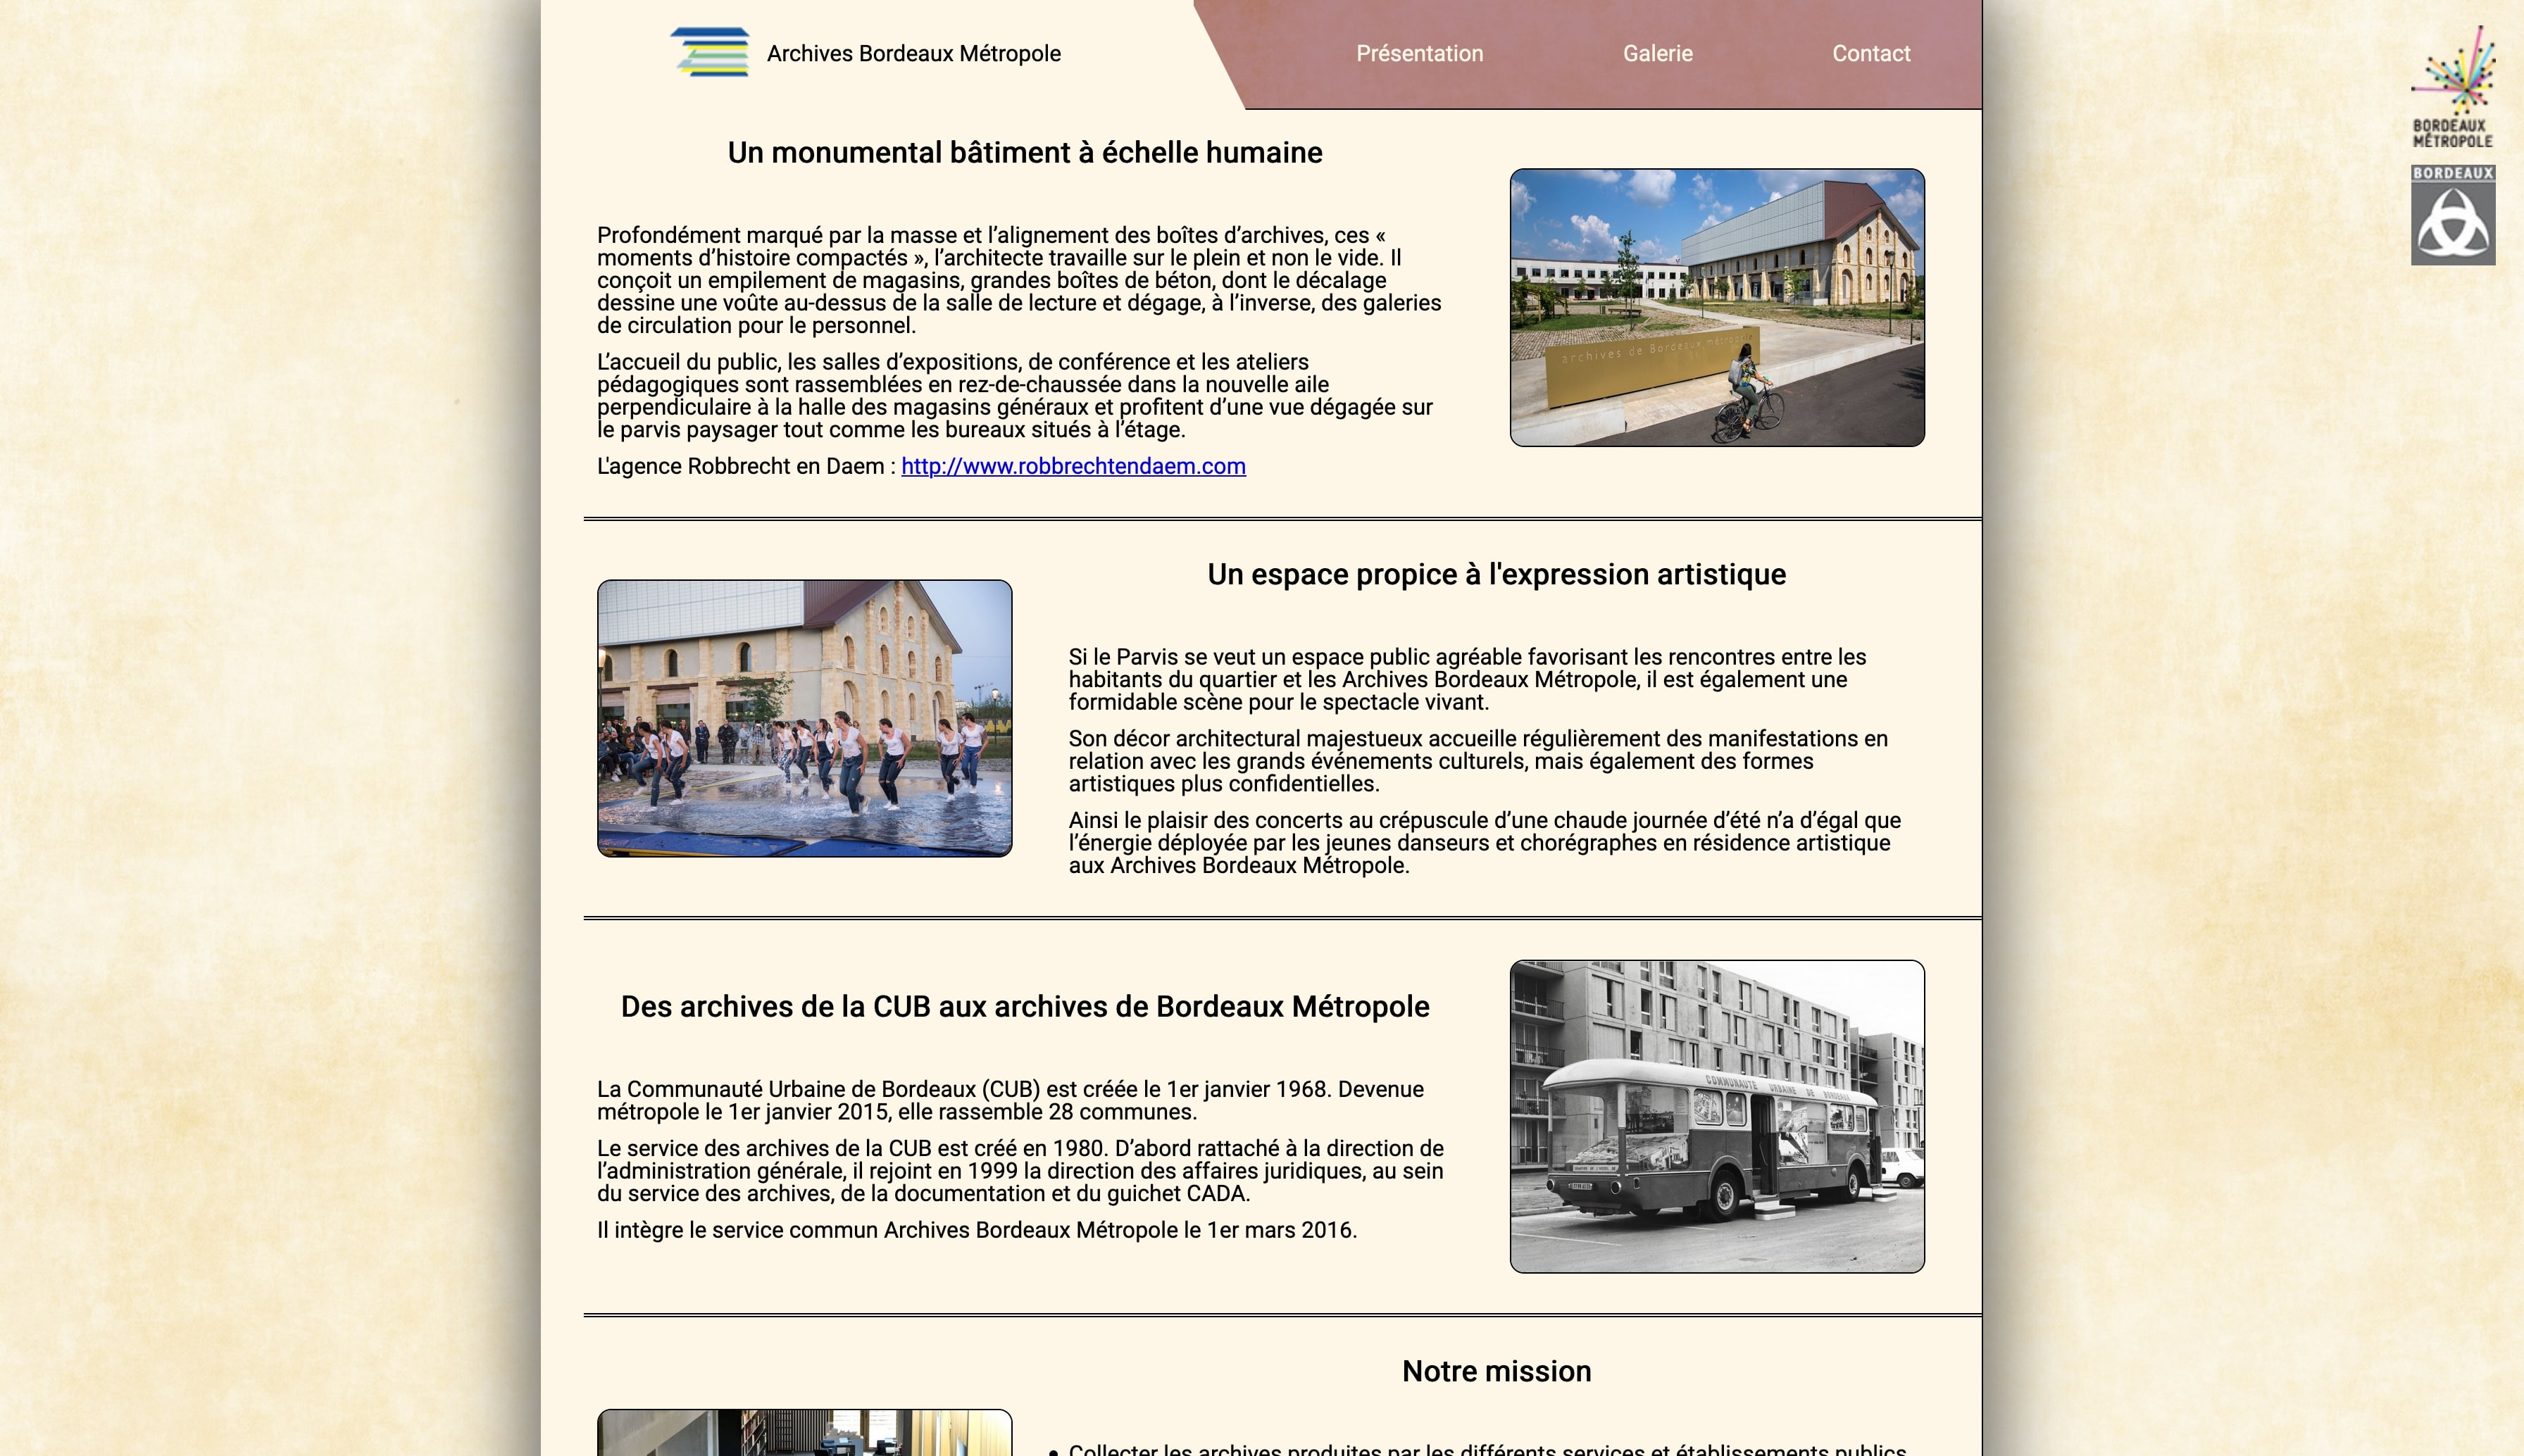 Archives Bordeaux Métropole
Présentation
Galerie
Contact
BORDEAUX
MÉTROPOLE
BORDEAUX
Un monumental bâtiment à échelle humaine
Profondément marqué par la masse et l’alignement des boîtes d’archives, ces «
moments d’histoire compactés », l’architecte travaille sur le plein et non le vide. Il
conçoit un empilement de magasins, grandes boîtes de béton, dont le décalage
dessine une voûte au-dessus de la salle de lecture et dégage, à l’inverse, des galeries
de circulation pour le personnel.
L’accueil du public, les salles d’expositions, de conférence et les ateliers
pédagogiques sont rassemblées en rez-de-chaussée dans la nouvelle aile
perpendiculaire à la halle des magasins généraux et profitent d’une vue dégagée sur
le parvis paysager tout comme les bureaux situés à l’étage.
L'agence Robbrecht en Daem : http://www.robbrechtendaem.com
archives de Bordeaux métropole
Un espace propice à l'expression artistique
Si le Parvis se veut un espace public agréable favorisant les rencontres entre les
habitants du quartier et les Archives Bordeaux Métropole, il est également une
formidable scène pour le spectacle vivant.
Son décor architectural majestueux accueille régulièrement des manifestations en
relation avec les grands événements culturels, mais également des formes
artistiques plus confidentielles.
Ainsi le plaisir des concerts au crépuscule d’une chaude journée d’été n’a d’égal que
l’énergie déployée par les jeunes danseurs et chorégraphes en résidence artistique
aux Archives Bordeaux Métropole.
Des archives de la CUB aux archives de Bordeaux Métropole
La Communauté Urbaine de Bordeaux (CUB) est créée le 1er janvier 1968. Devenue
métropole le 1er janvier 2015, elle rassemble 28 communes.
Le service des archives de la CUB est créé en 1980. D’abord rattaché à la direction de
l’administration générale, il rejoint en 1999 la direction des affaires juridiques, au sein
du service des archives, de la documentation et du guichet CADA.
Il intègre le service commun Archives Bordeaux Métropole le 1er mars 2016.
COMMUNAUTÉ URBAINE DE BORDEAUX
Notre mission
Collecter les archives produites par les différents services et établissements publics